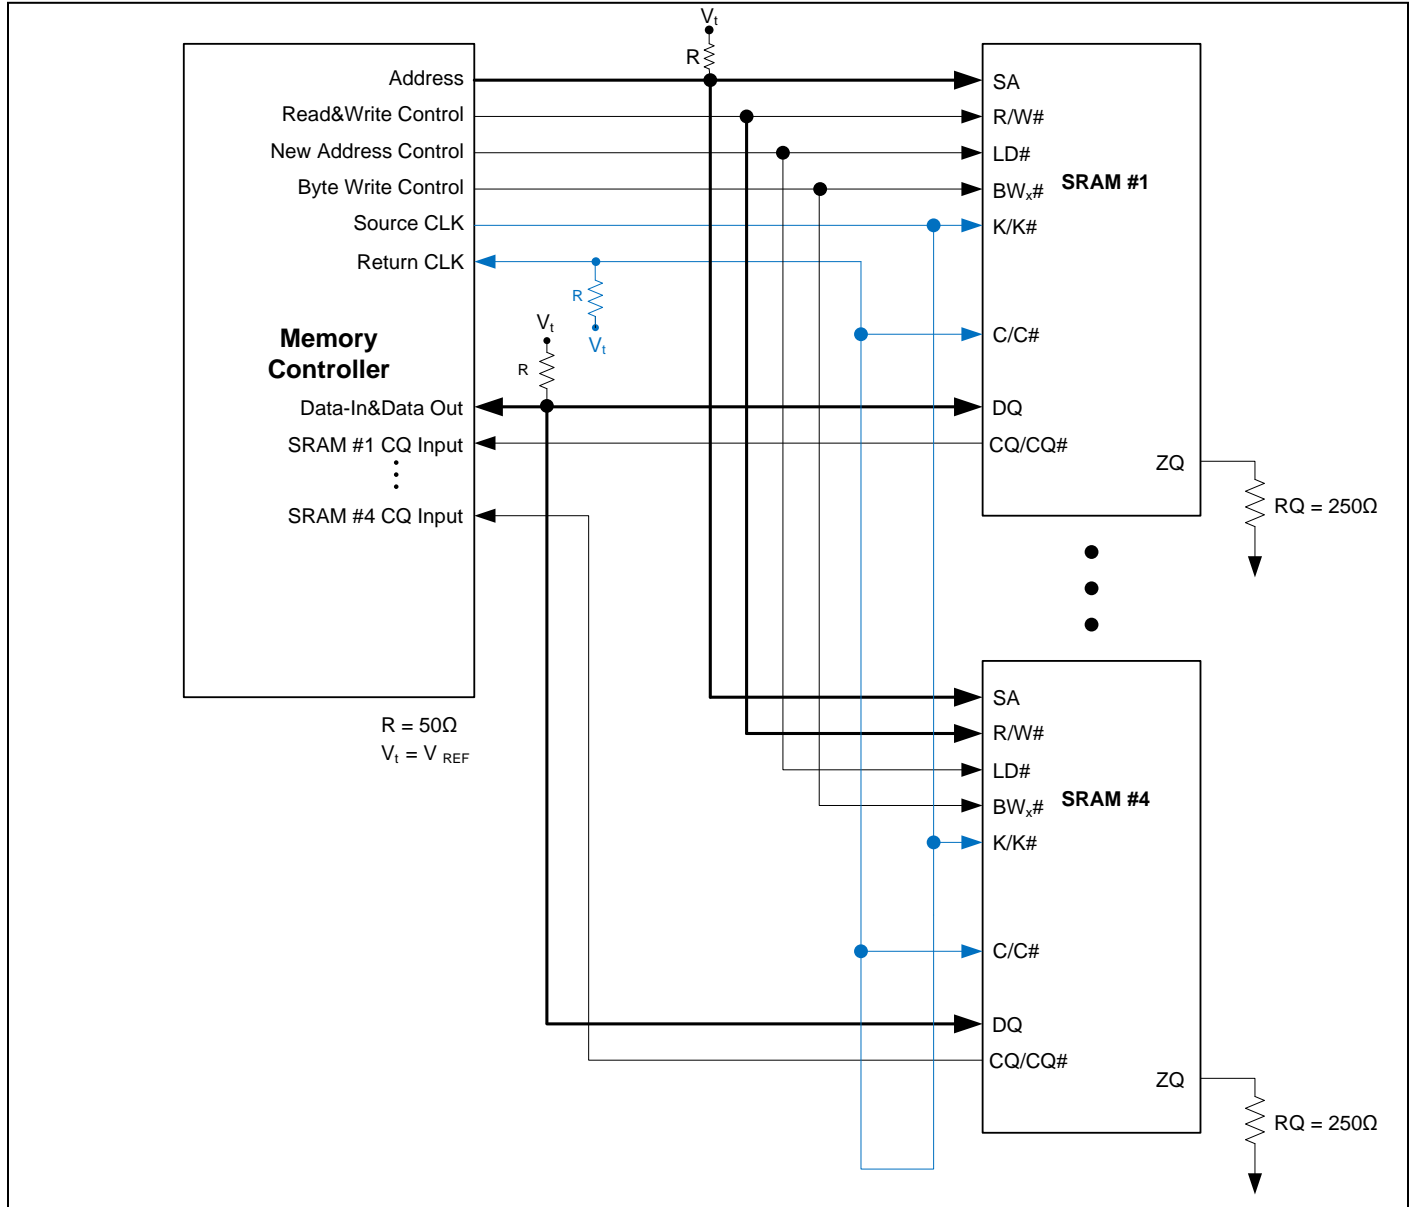 Vt
R
Address
Read&Write Control
New Address Control
Byte Write Control
Source CLK
Return CLK
R
Vt
Vt
R
Memory
Controller
Data-In&Data Out
SRAM #1 CQ Input
SRAM #4 CQ Input
R = 50Ω
Vt = V REF
SA
R/W#
LD#
SRAM #1
BWx#
K/K#
C/C#
DQ
CQ/CQ#
ZQ
RQ = 250Ω
SA
R/W#
LD#
SRAM #4
BWx#
K/K#
C/C#
DQ
CQ/CQ#
ZQ
RQ = 250Ω